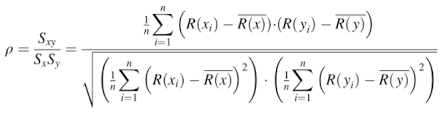 ρ = \frac{S_{xy}}{S_x S_y} = \frac{\frac{1}{n}\sum_{i=1}^{n}\left(R(x_i) - \overline{R(x)}\right)\cdot\left(R(y_i) - \overline{R(y)}\right)}{\sqrt{\left(\frac{1}{n}\sum_{i=1}^{n}\left(R(x_i) - \overline{R(x)}\right)^2\right)\cdot\left(\frac{1}{n}\sum_{i=1}^{n}\left(R(y_i) - \overline{R(y)}\right)^2\right)}}